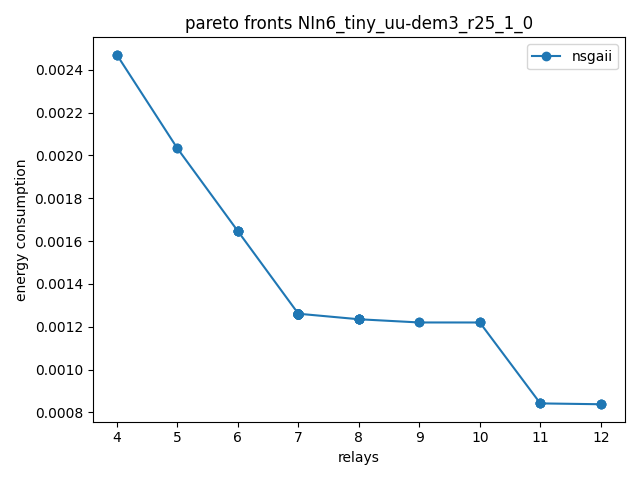 pareto fronts NIn6_tiny_uu-dem3_r25_1_0
nsgaii
energy consumption
0.0024
0.0022
0.0020
0.0018
0.0016
0.0014
0.0012
0.0010
0.0008
4 5 6 7 8 9 10 11 12
relays